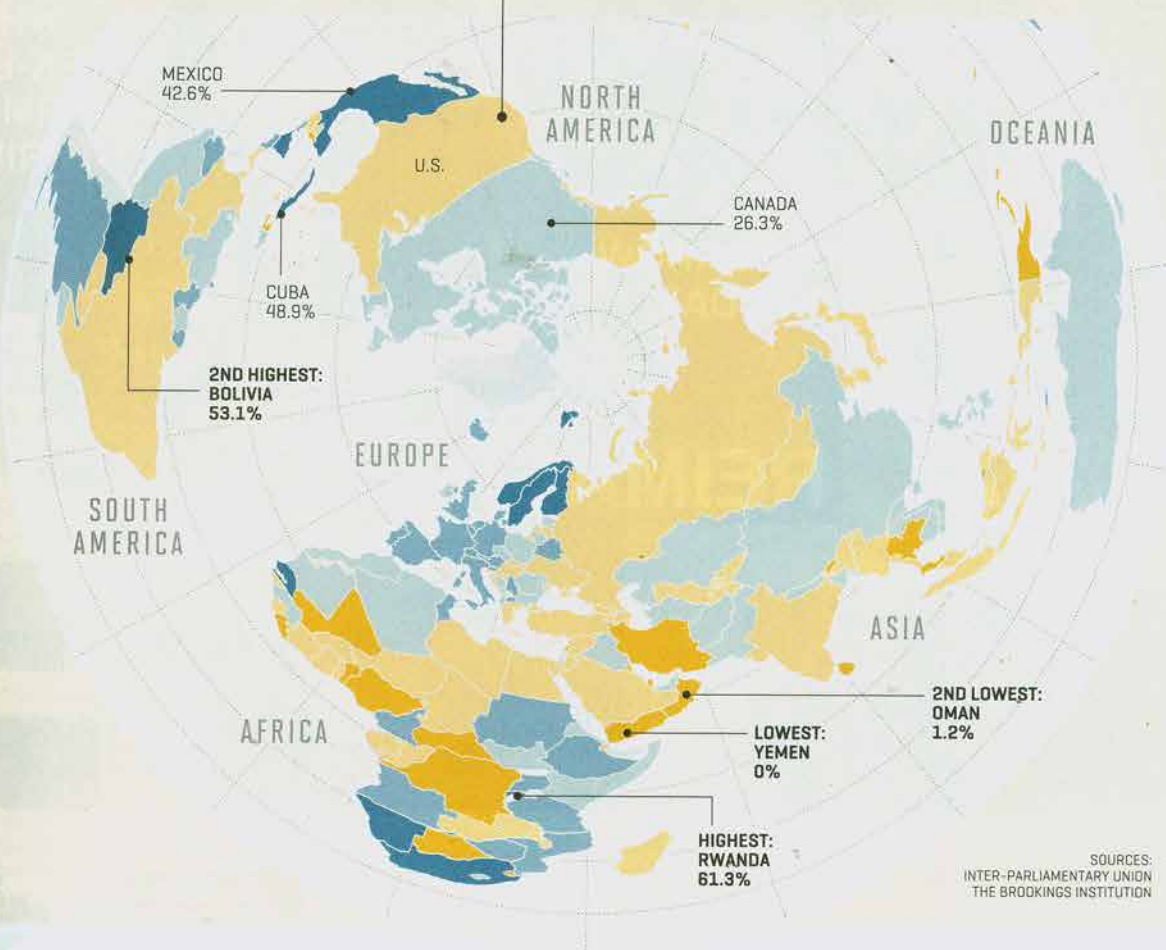 MEXICO
42.6%
NORTH
AMERICA
OCEANIA
U.S.
CANADA
26.3%
CUBA
48.9%
2ND HIGHEST:
BOLIVIA
53.1%
EUROPE
SOUTH
AMERICA
ASIA
AFRICA
2ND LOWEST:
OMAN
1.2%
LOWEST:
YEMEN
0%
HIGHEST:
RWANDA
61.3%
SOURCES:
INTER-PARLIAMENTARY UNION
THE BROOKINGS INSTITUTION